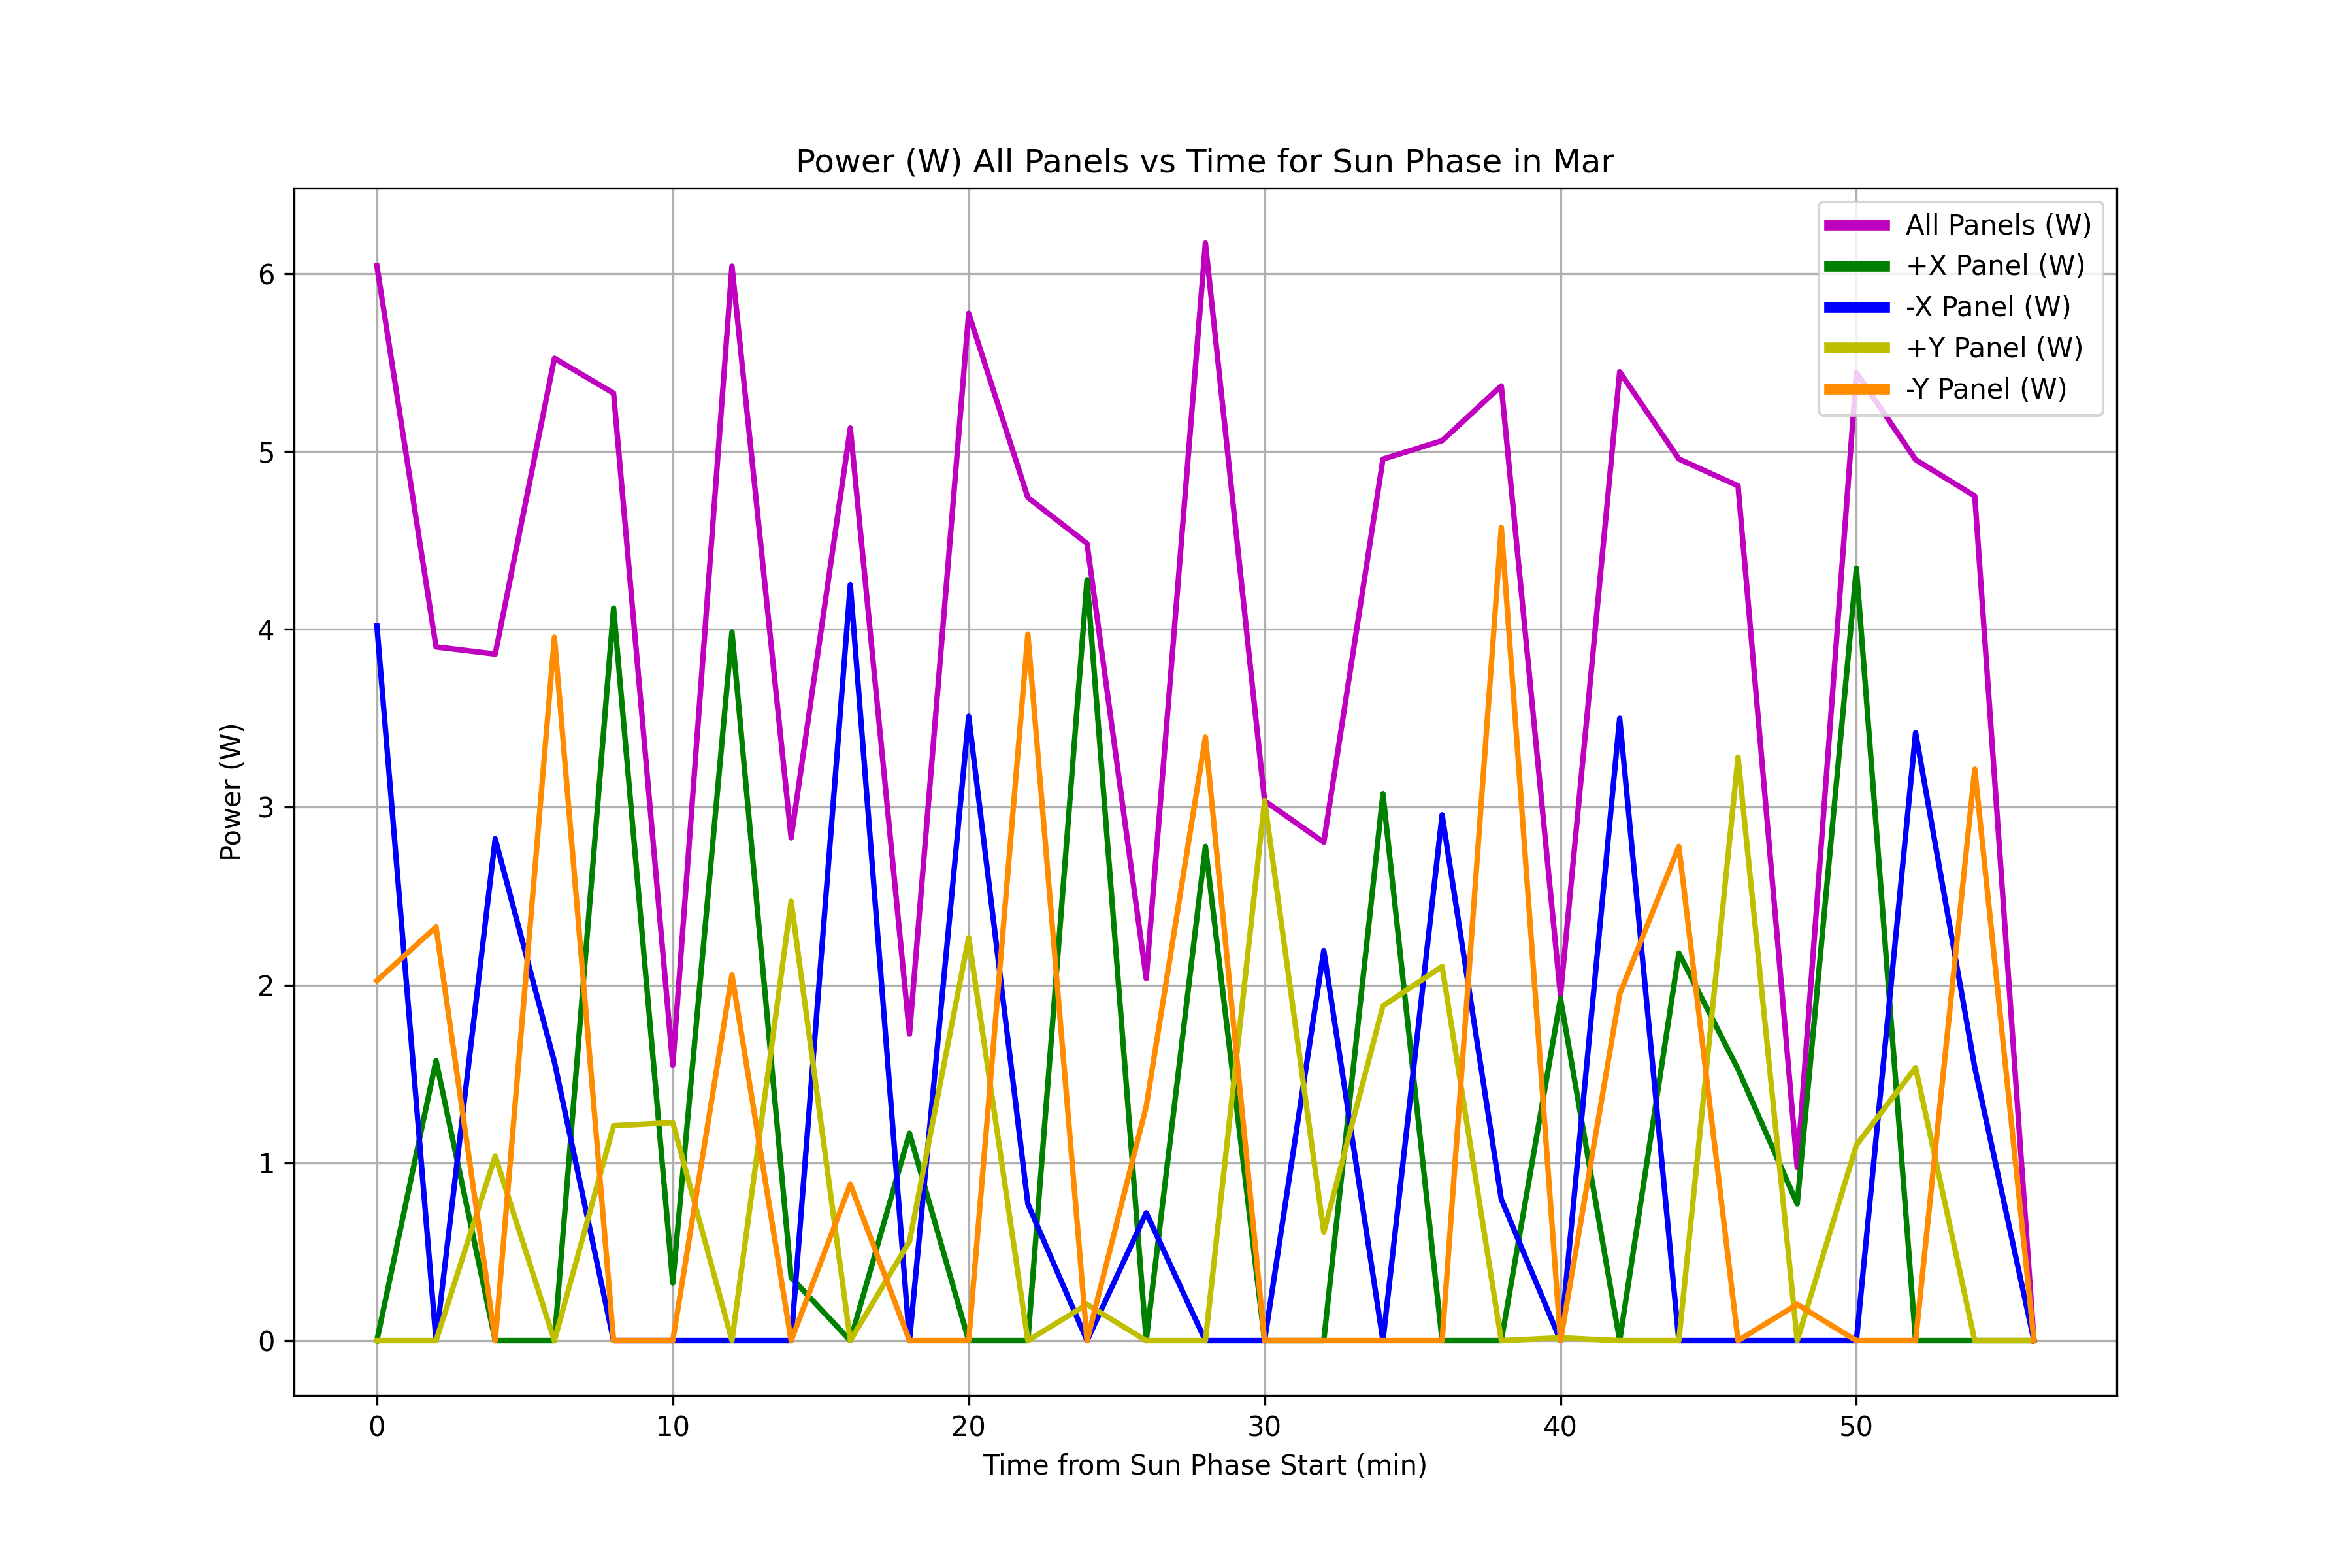 Power (W) All Panels vs Time for Sun Phase in Mar
All Panels (W)
+X Panel (W)
-X Panel (W)
+Y Panel (W)
-Y Panel (W)
6
5
4
3
2
1
0
Power (W)
0 10 20 30 40 50
Time from Sun Phase Start (min)